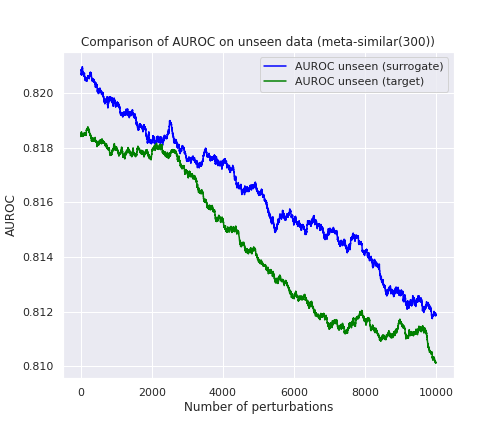 Comparison of AUROC on unseen data (meta-similar(300))
AUROC unseen (surrogate)
AUROC unseen (target)
AUROC
0.820
0.818
0.816
0.814
0.812
0.810
0 2000 4000 6000 8000 10000
Number of perturbations